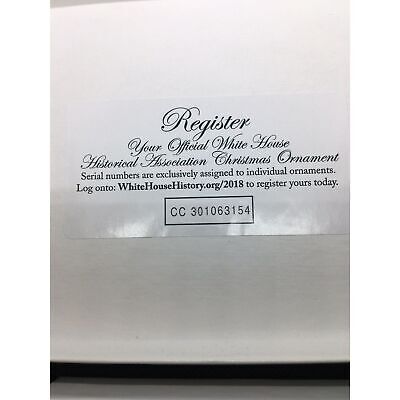 Register
Your Official White House
Historical Association Christmas Ornament
Serial numbers are exclusively assigned to individual ornaments.
Log onto: WhiteHouseHistory.org/2018 to register yours today.
CC 301063154